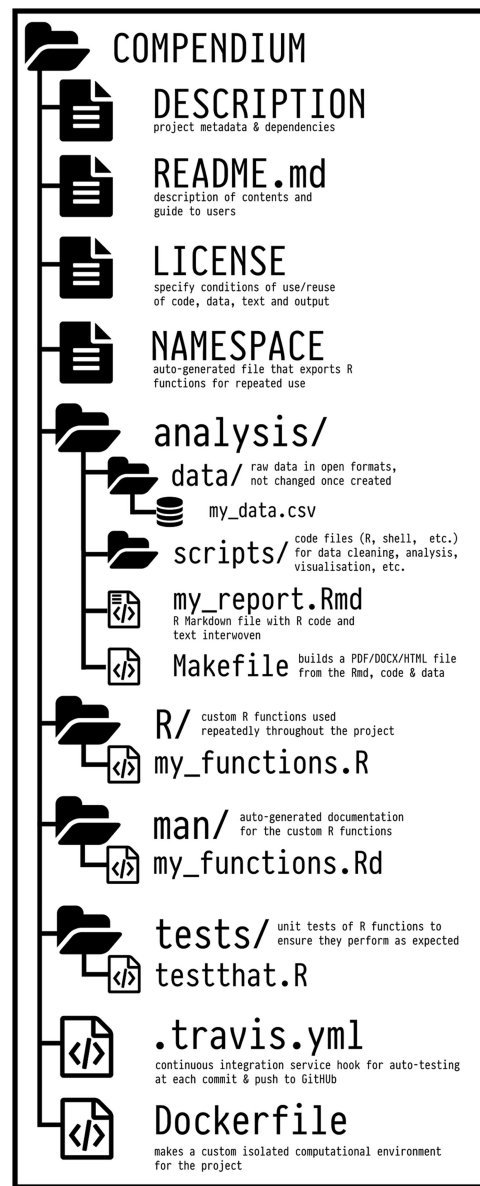 COMPENDIUM
DESCRIPTION
project metadata & dependencies
README.md
description of contents and
guide to users
LICENSE
specify conditions of use/reuse
of code, data, text and output
NAMESPACE
auto-generated file that exports R
functions for repeated use
analysis/
data/
raw data in open formats,
not changed once created
my_data.csv
scripts/
code files (R, shell, etc.)
for data cleaning, analysis,
visualisation, etc.
my_report.Rmd
R Markdown file with R code and
text interwoven
Makefile
builds a PDF/DOCX/HTML file
from the Rmd, code & data
R/
custom R functions used
repeatedly throughout the project
my_functions.R
man/
auto-generated documentation
for the custom R functions
my_functions.Rd
tests/
unit tests of R functions to
ensure they perform as expected
testthat.R
.travis.yml
continuous integration service hook for auto-testing
at each commit & push to GitHUb
Dockerfile
makes a custom isolated computational environment
for the project